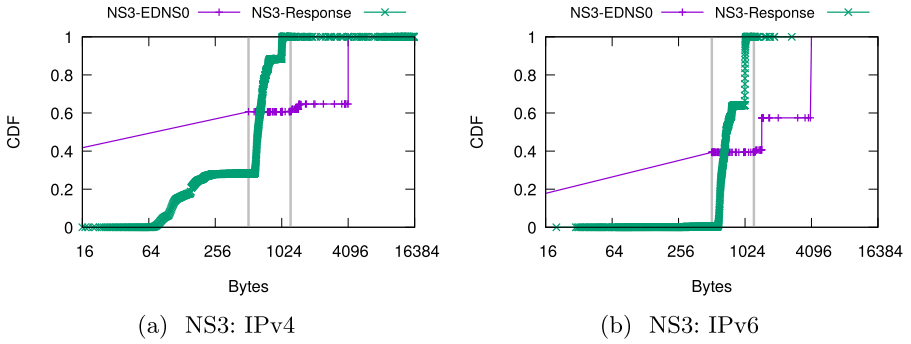 NS3-EDNS0 NS3-Response
CDF
1
0.8
0.6
0.4
0.2
0
16 64 256 1024 4096 16384
Bytes
(a) NS3: IPv4
NS3-EDNS0 NS3-Response
CDF
1
0.8
0.6
0.4
0.2
0
16 64 256 1024 4096 16384
Bytes
(b) NS3: IPv6